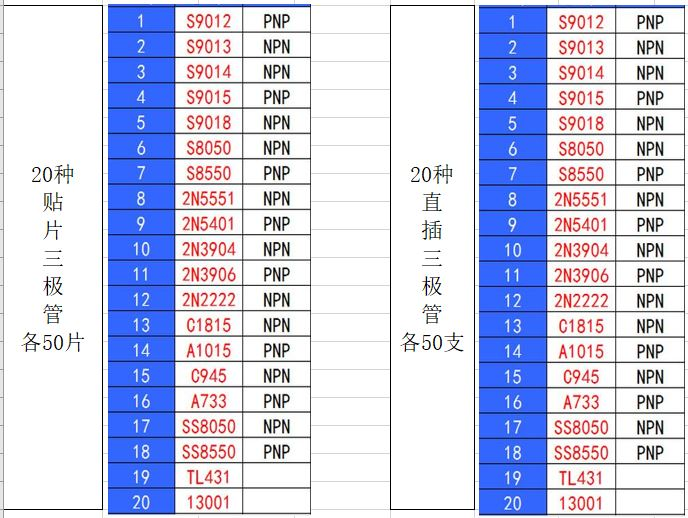 20种
贴
片
三
极
管
各50片
1 S9012 PNP
2 S9013 NPN
3 S9014 NPN
4 S9015 PNP
5 S9018 NPN
6 S8050 NPN
7 S8550 PNP
8 2N5551 NPN
9 2N5401 PNP
10 2N3904 NPN
11 2N3906 PNP
12 2N2222 NPN
13 C1815 NPN
14 A1015 PNP
15 C945 NPN
16 A733 PNP
17 SS8050 NPN
18 SS8550 PNP
19 TL431
20 13001
20种
直
插
三
极
管
各50支
1 S9012 PNP
2 S9013 NPN
3 S9014 NPN
4 S9015 PNP
5 S9018 NPN
6 S8050 NPN
7 S8550 PNP
8 2N5551 NPN
9 2N5401 PNP
10 2N3904 NPN
11 2N3906 PNP
12 2N2222 NPN
13 C1815 NPN
14 A1015 PNP
15 C945 NPN
16 A733 PNP
17 SS8050 NPN
18 SS8550 PNP
19 TL431
20 13001